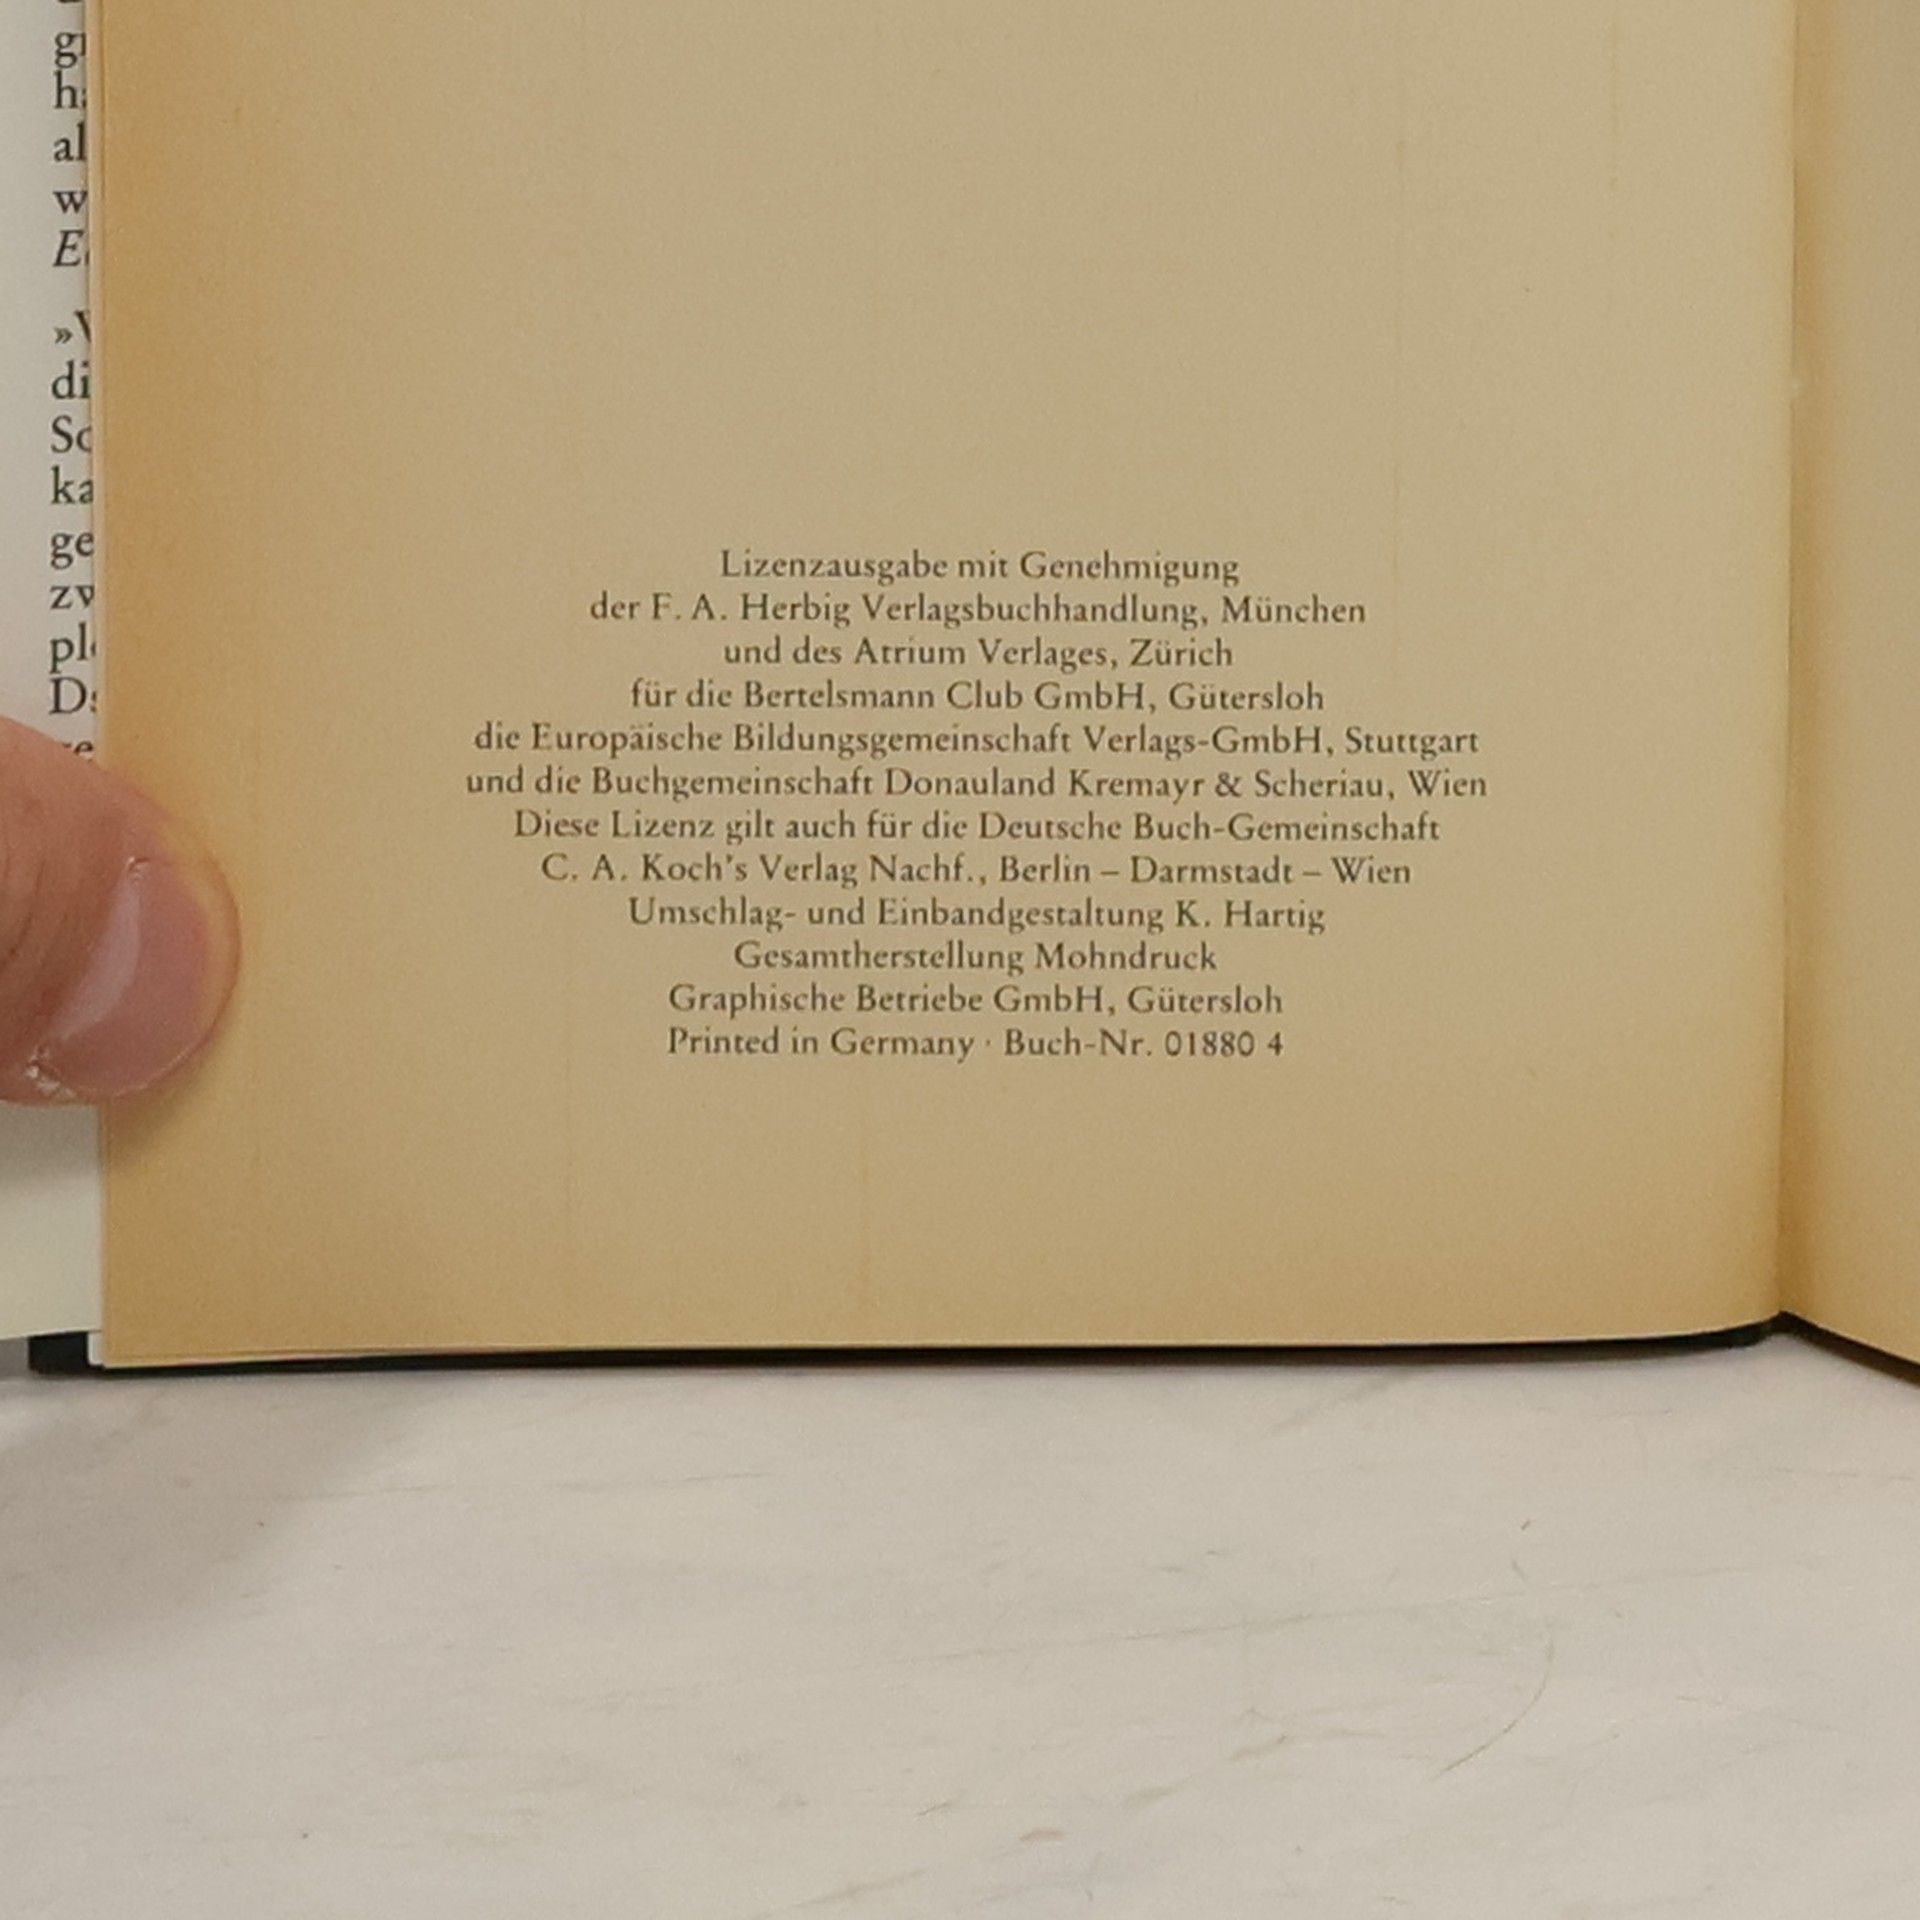 Lizenzausgabe mit Genehmigung
der F. A. Herbig Verlagsbuchhandlung, München
und des Atrium Verlages, Zürich
für die Bertelsmann Club GmbH, Gütersloh
die Europäische Bildungsgemeinschaft Verlags-GmbH, Stuttgart
und die Buchgemeinschaft Donauland Kremayr & Scheriau, Wien
Diese Lizenz gilt auch für die Deutsche Buch-Gemeinschaft
C. A. Koch's Verlag Nachf., Berlin – Darmstadt – Wien
Umschlag- und Einbandgestaltung K. Hartig
Gesamtherstellung Mohndruck
Graphische Betriebe GmbH, Gütersloh
Printed in Germany · Buch-Nr. 01880 4